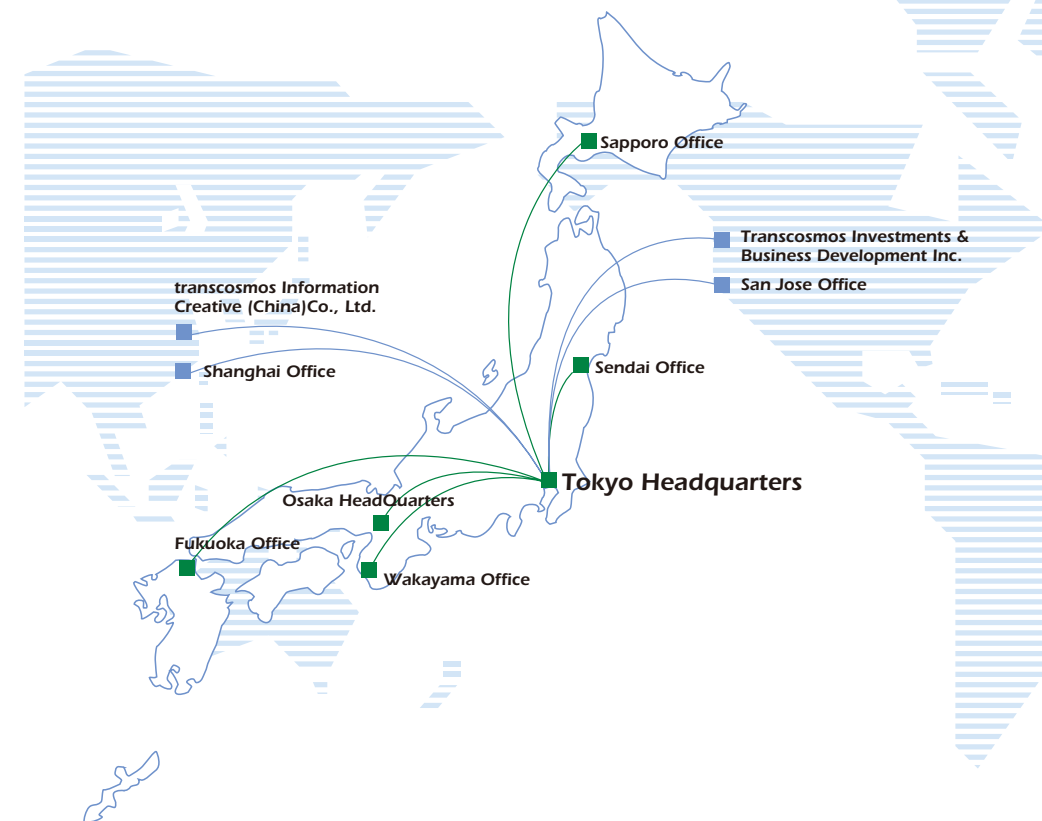 Sapporo Office
Transcosmos Investments &
Business Development Inc.
San Jose Office
transcosmos Information
Creative (China)Co., Ltd.
Shanghai Office
Sendai Office
Tokyo Headquarters
Osaka HeadQuarters
Fukuoka Office
Wakayama Office